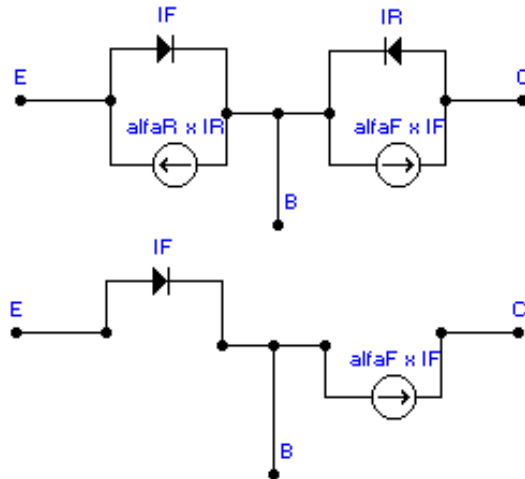 IF IR
E C
alfaR x IR alfaF x IF
B
IF
E C
alfaF x IF
B